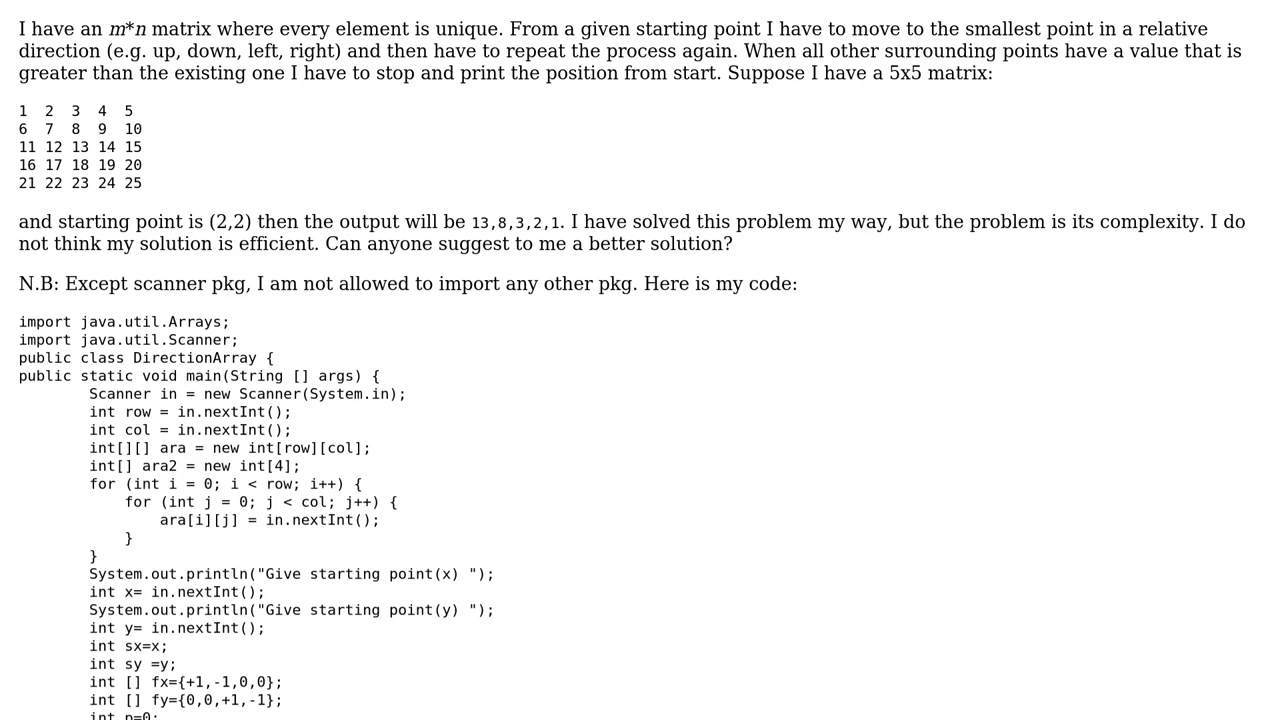 I have an m*n matrix where every element is unique. From a given starting point I have to move to the smallest point in a relative
direction (e.g. up, down, left, right) and then have to repeat the process again. When all other surrounding points have a value that is
greater than the existing one I have to stop and print the position from start. Suppose I have a 5x5 matrix:
1  2  3  4  5
6  7  8  9  10
11 12 13 14 15
16 17 18 19 20
21 22 23 24 25
and starting point is (2,2) then the output will be 13,8,3,2,1. I have solved this problem my way, but the problem is its complexity. I do
not think my solution is efficient. Can anyone suggest to me a better solution?
N.B: Except scanner pkg, I am not allowed to import any other pkg. Here is my code:
import java.util.Arrays;
import java.util.Scanner;
public class DirectionArray {
public static void main(String [] args) {
        Scanner in = new Scanner(System.in);
        int row = in.nextInt();
        int col = in.nextInt();
        int[][] ara = new int[row][col];
        int[] ara2 = new int[4];
        for (int i = 0; i < row; i++) {
            for (int j = 0; j < col; j++) {
                ara[i][j] = in.nextInt();
            }
        }
        System.out.println("Give starting point(x) ");
        int x= in.nextInt();
        System.out.println("Give starting point(y) ");
        int y= in.nextInt();
        int sx=x;
        int sy =y;
        int [] fx={+1,-1,0,0};
        int [] fy={0,0,+1,-1};
        int p=0;